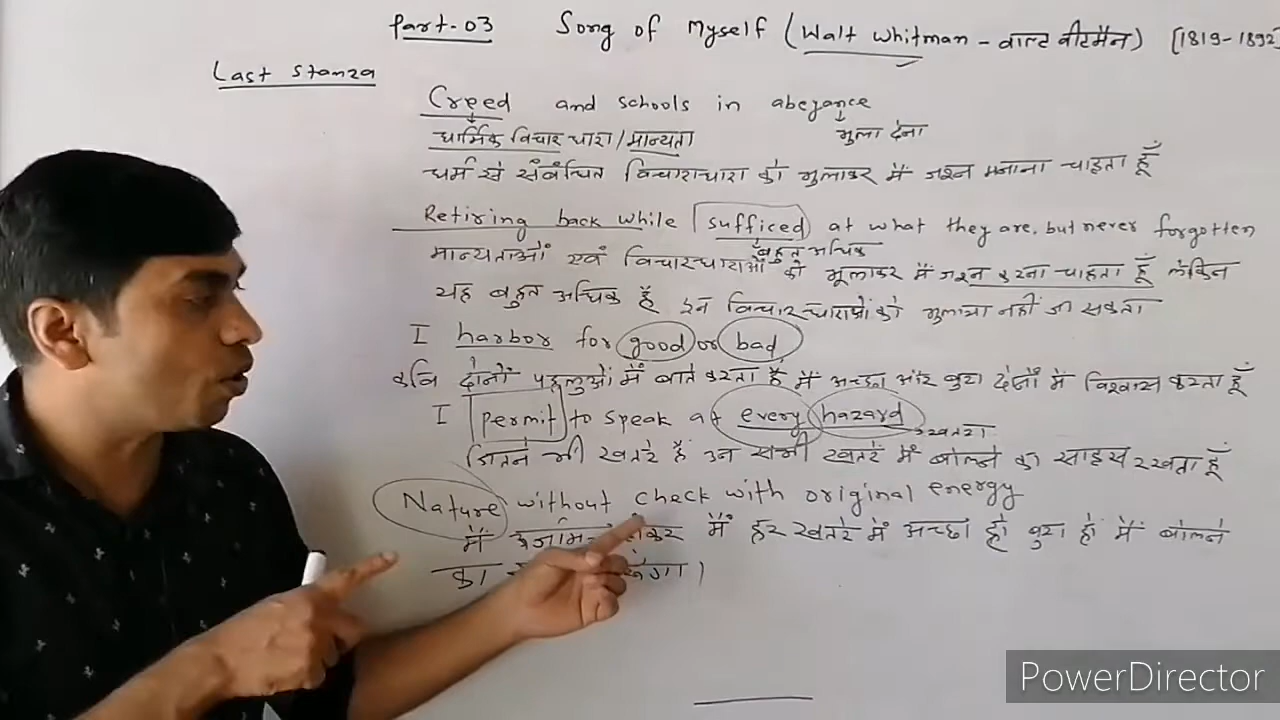 Part-03 Song of Myself (Walt Whitman - वाल्ट वीटमैन) [1819-1892]
Last Stanza
Creed and schools in abeyance
धार्मिक विचार धारा/मान्यता भुला देना
धर्म से संबंधित विचाराधारा को भुलाकर मैं जश्न मनाना चाहता हूँ
Retiring back while sufficed at what they are, but never forgotten
बहुत अधिक
मान्यताओं एवं विचारधाराओं को भूलाकर मैं जश्न करना चाहता हूँ लेकिन
यह बहुत अधिक है इन विचारधाराओं को भुलाया नहीं जा सकता
I harbor for good or bad
कवि दोनों पहलुओं में बाते करता है मैं अच्छा और बुरा दोनों में विश्वास करता हूँ
I permit to speak at every hazard
खतरा
जितने भी खतरे हैं उन सभी खतरें में बोलने का साहस रखता हूँ
Nature without check with original energy
में मैं हर खतरे में अच्छा हो बुरा हो मैं बोलने
का
PowerDirector